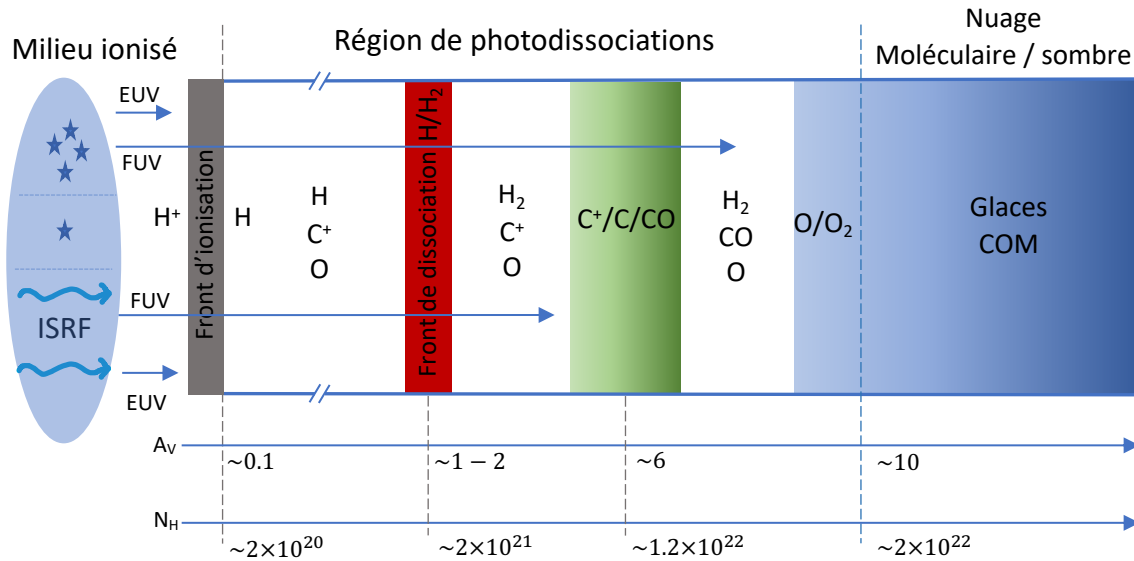 Milieu ionisé
Région de photodissociations
Nuage
Moléculaire / sombre
EUV
FUV
H⁺
ISRF
FUV
EUV
Front d'ionisation
H
H
C⁺
O
Front de dissociation H/H₂
H₂
C⁺
O
C⁺/C/CO
H₂
CO
O
O/O₂
Glaces
COM
A_V
~0.1
~1 − 2
~6
~10
N_H
~2×10²⁰
~2×10²¹
~1.2×10²²
~2×10²²